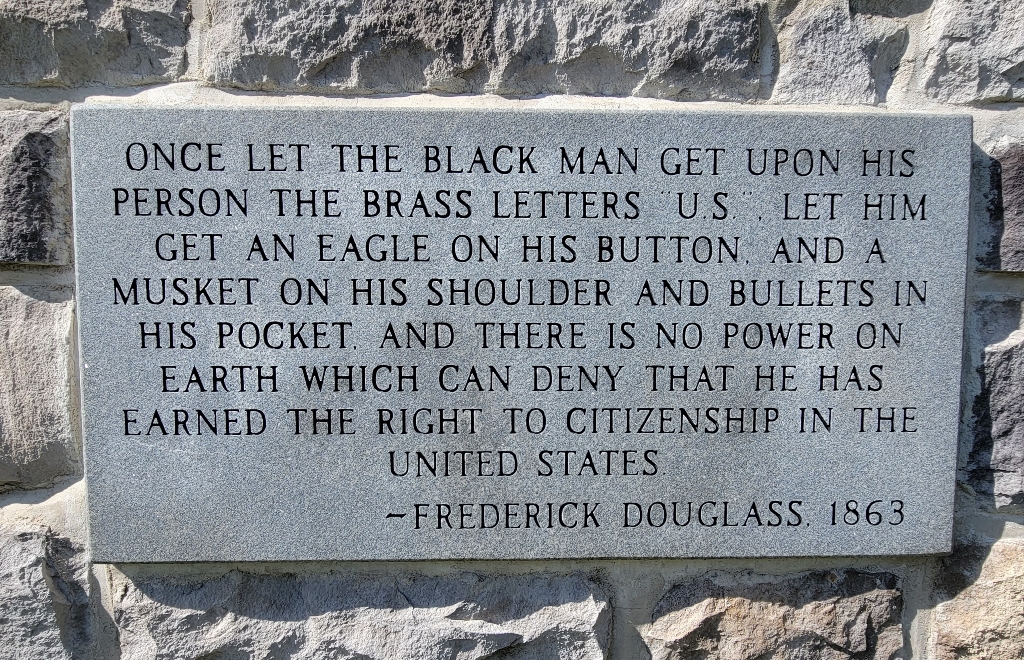 ONCE LET THE BLACK MAN GET UPON HIS
PERSON THE BRASS LETTERS "U.S.", LET HIM
GET AN EAGLE ON HIS BUTTON, AND A
MUSKET ON HIS SHOULDER AND BULLETS IN
HIS POCKET, AND THERE IS NO POWER ON
EARTH WHICH CAN DENY THAT HE HAS
EARNED THE RIGHT TO CITIZENSHIP IN THE
UNITED STATES.
–FREDERICK DOUGLASS, 1863